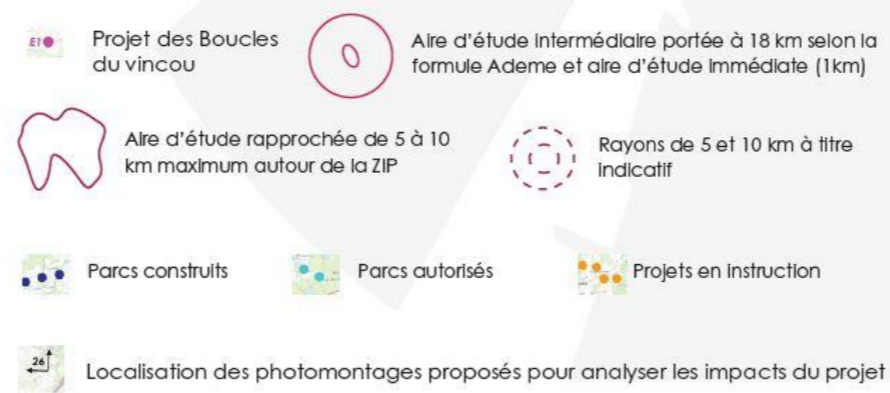 E1
Projet des Boucles
du vincou
Aire d'étude intermédiaire portée à 18 km selon la
formule Ademe et aire d'étude immédiate (1km)
Aire d'étude rapprochée de 5 à 10
km maximum autour de la ZIP
Rayons de 5 et 10 km à titre
indicatif
Parcs construits
Parcs autorisés
Projets en instruction
26
Localisation des photomontages proposés pour analyser les impacts du projet